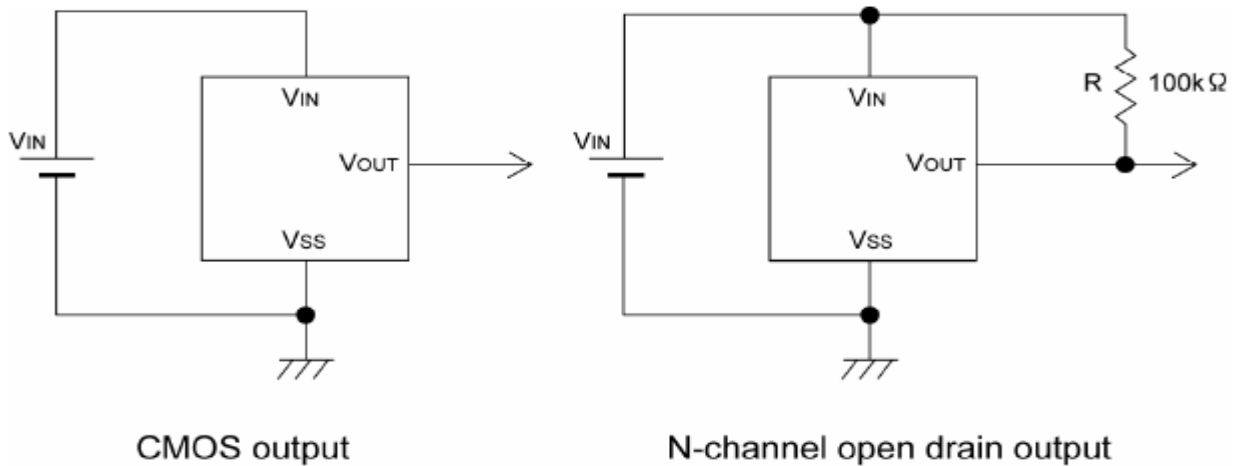 VIN
VIN
VOUT
VSS
CMOS output
VIN
VIN
VOUT
VSS
R 100kΩ
N-channel open drain output